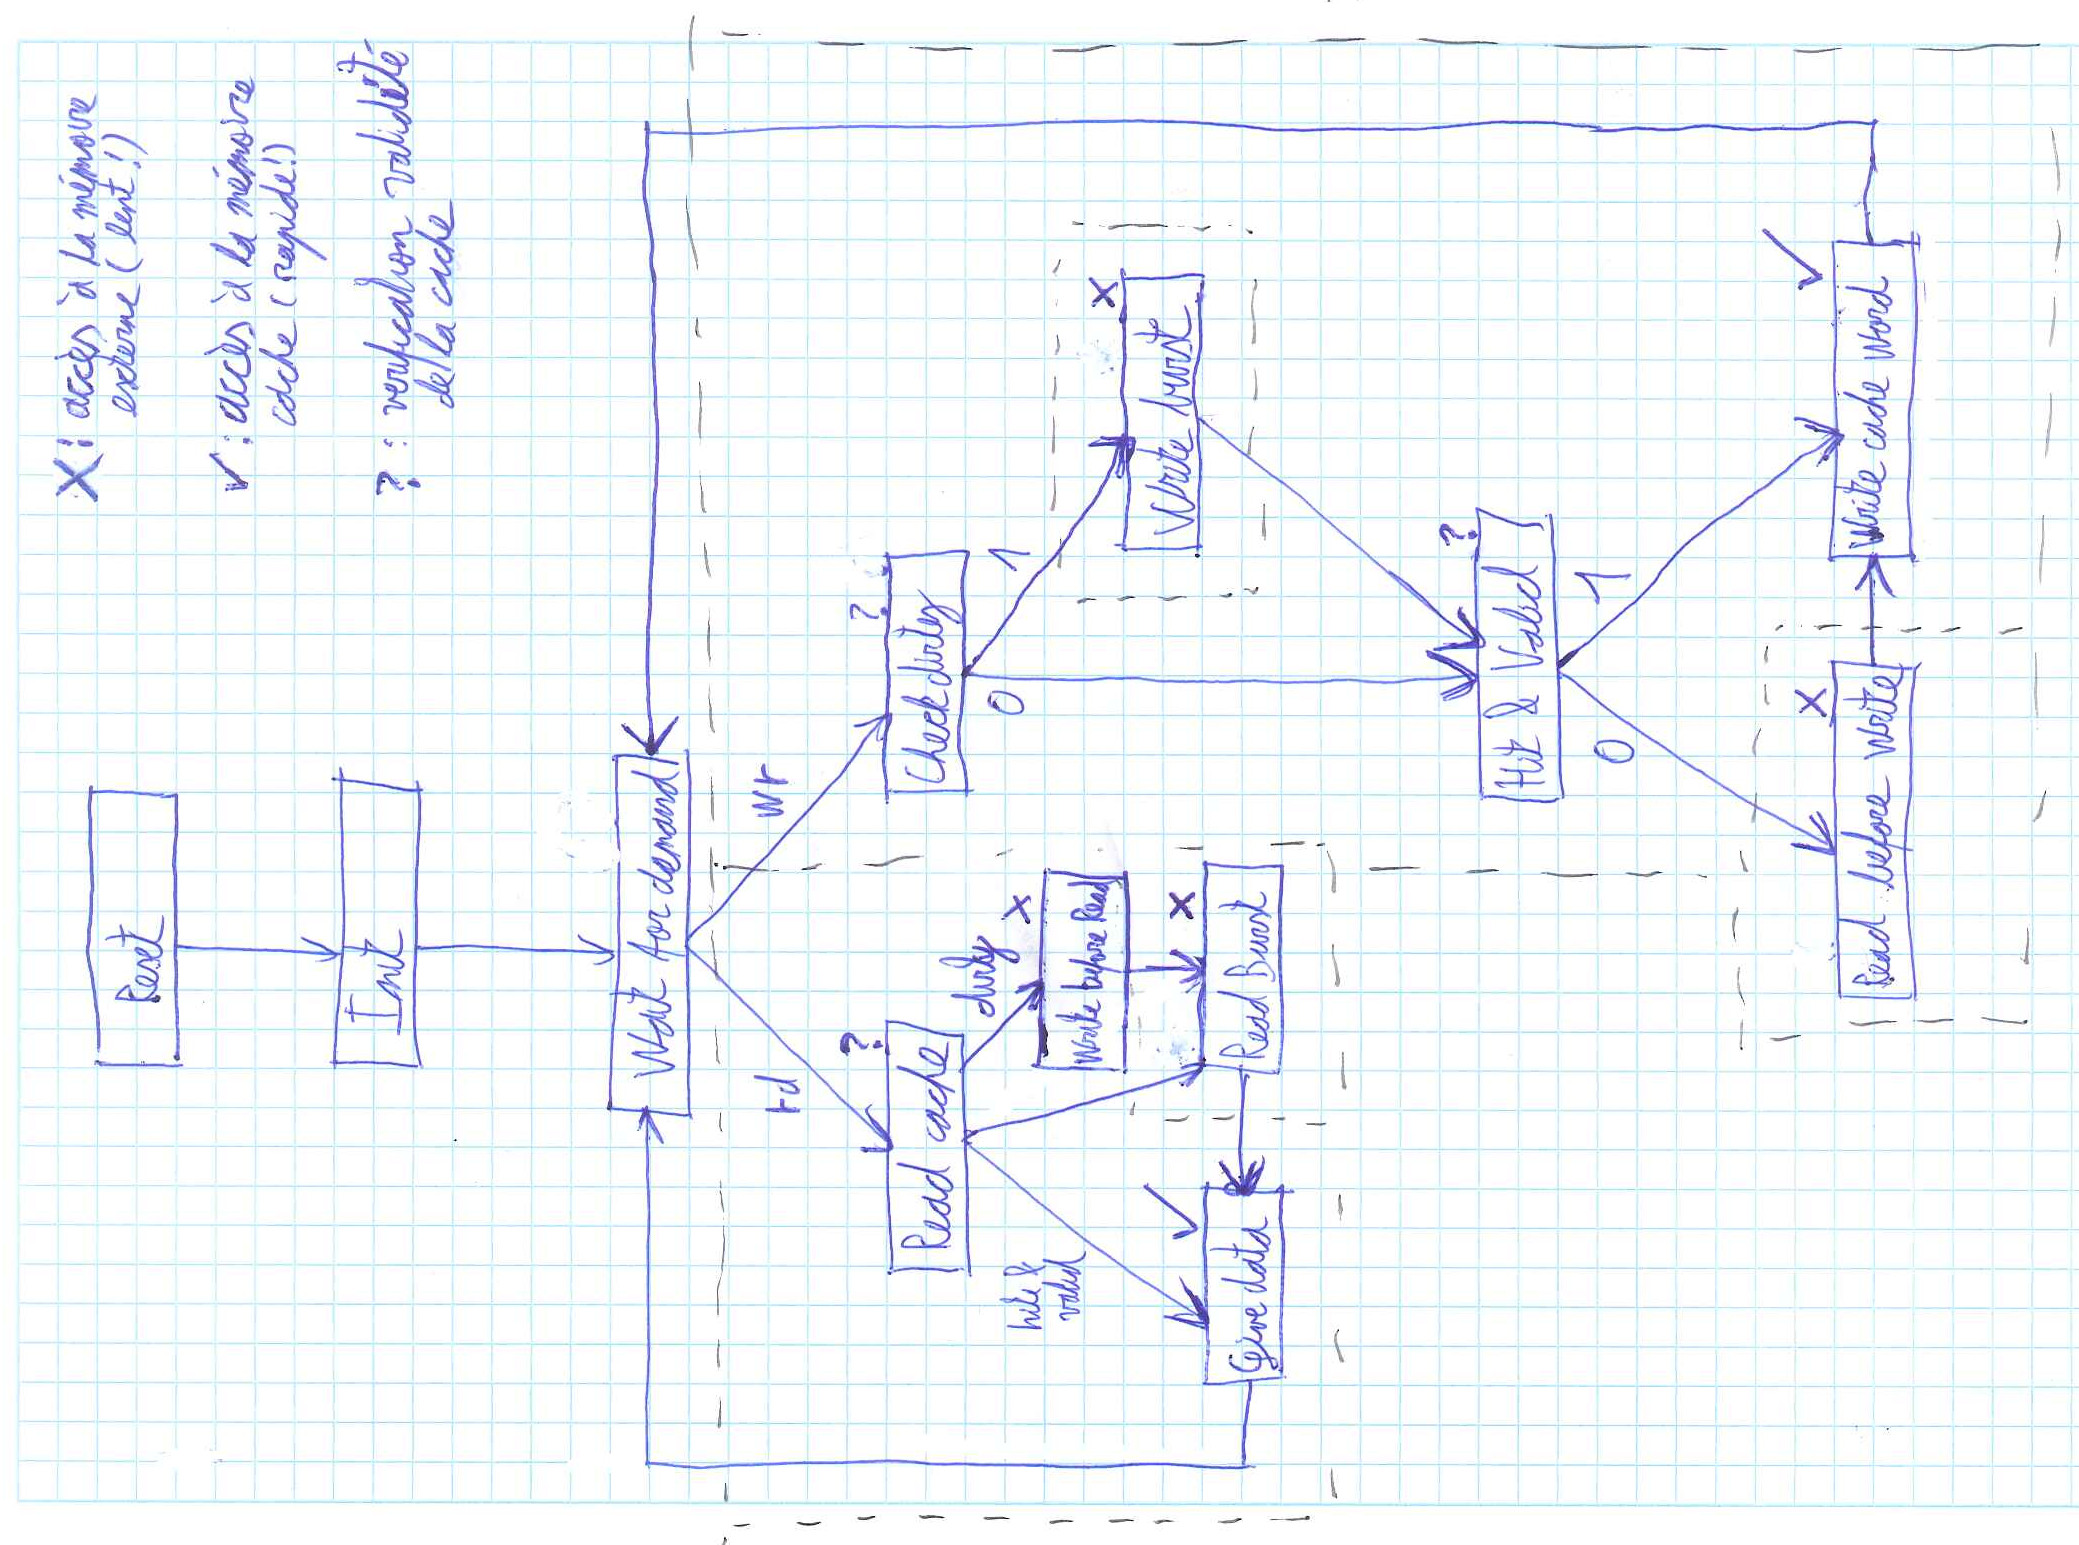 X : accès à la mémoire
externe (lent!)
✓ : accès à la mémoire
cache (rapide!)
? : verification validité
de la cache
Reset
Init
Wait for demand
rd
wr
?
Read cache
?
Check dirty
dirty
X
Write before Read
hit &
valid
X
Read Burst
✓
Give data
1
0
X
Write burst
?
Hit & Valid
1
0
X
Read before write
✓
Write cache word